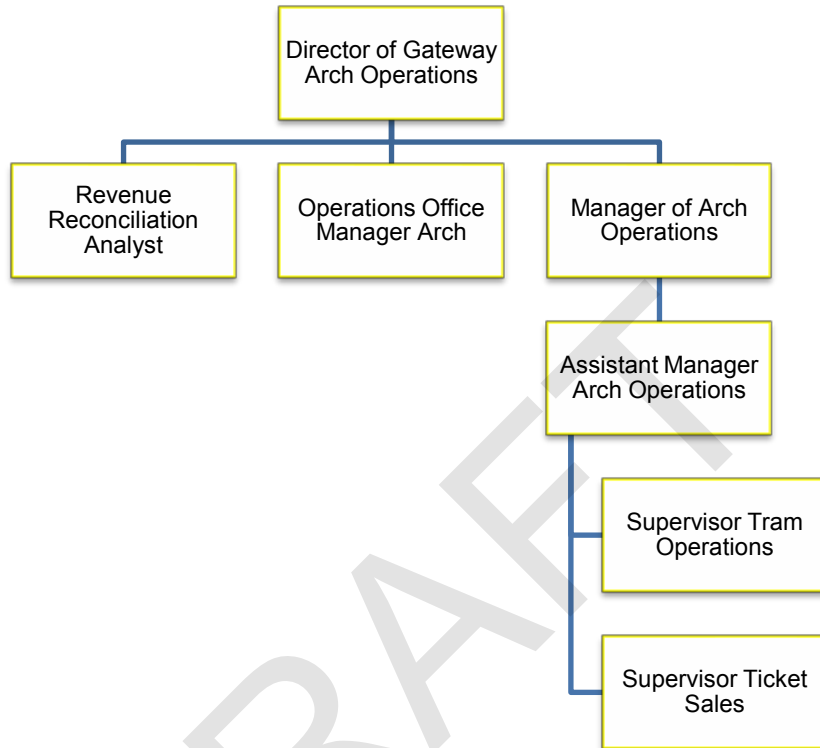 Director of Gateway
Arch Operations
Revenue
Reconciliation
Analyst
Operations Office
Manager Arch
Manager of Arch
Operations
Assistant Manager
Arch Operations
Supervisor Tram
Operations
Supervisor Ticket
Sales
DRAFT